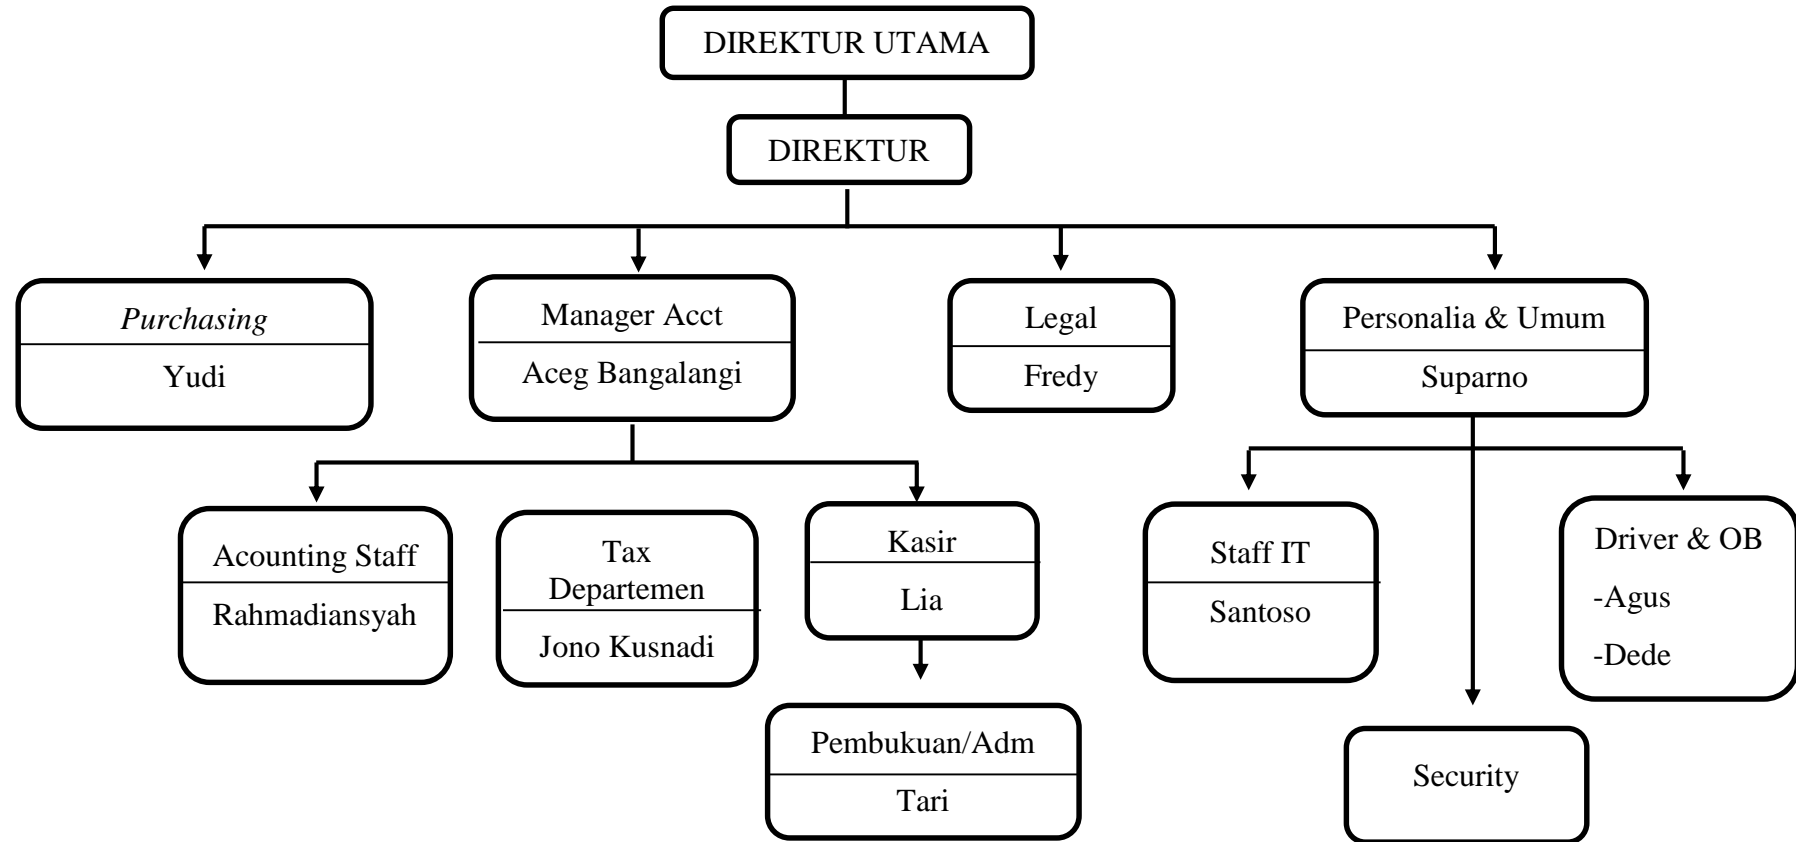 DIREKTUR UTAMA
DIREKTUR
Purchasing
Yudi
Manager Acct
Aceg Bangalangi
Legal
Fredy
Personalia & Umum
Suparno
Acounting Staff
Rahmadiansyah
Tax
Departemen
Jono Kusnadi
Kasir
Lia
Staff IT
Santoso
Driver & OB
-Agus
-Dede
Pembukuan/Adm
Tari
Security